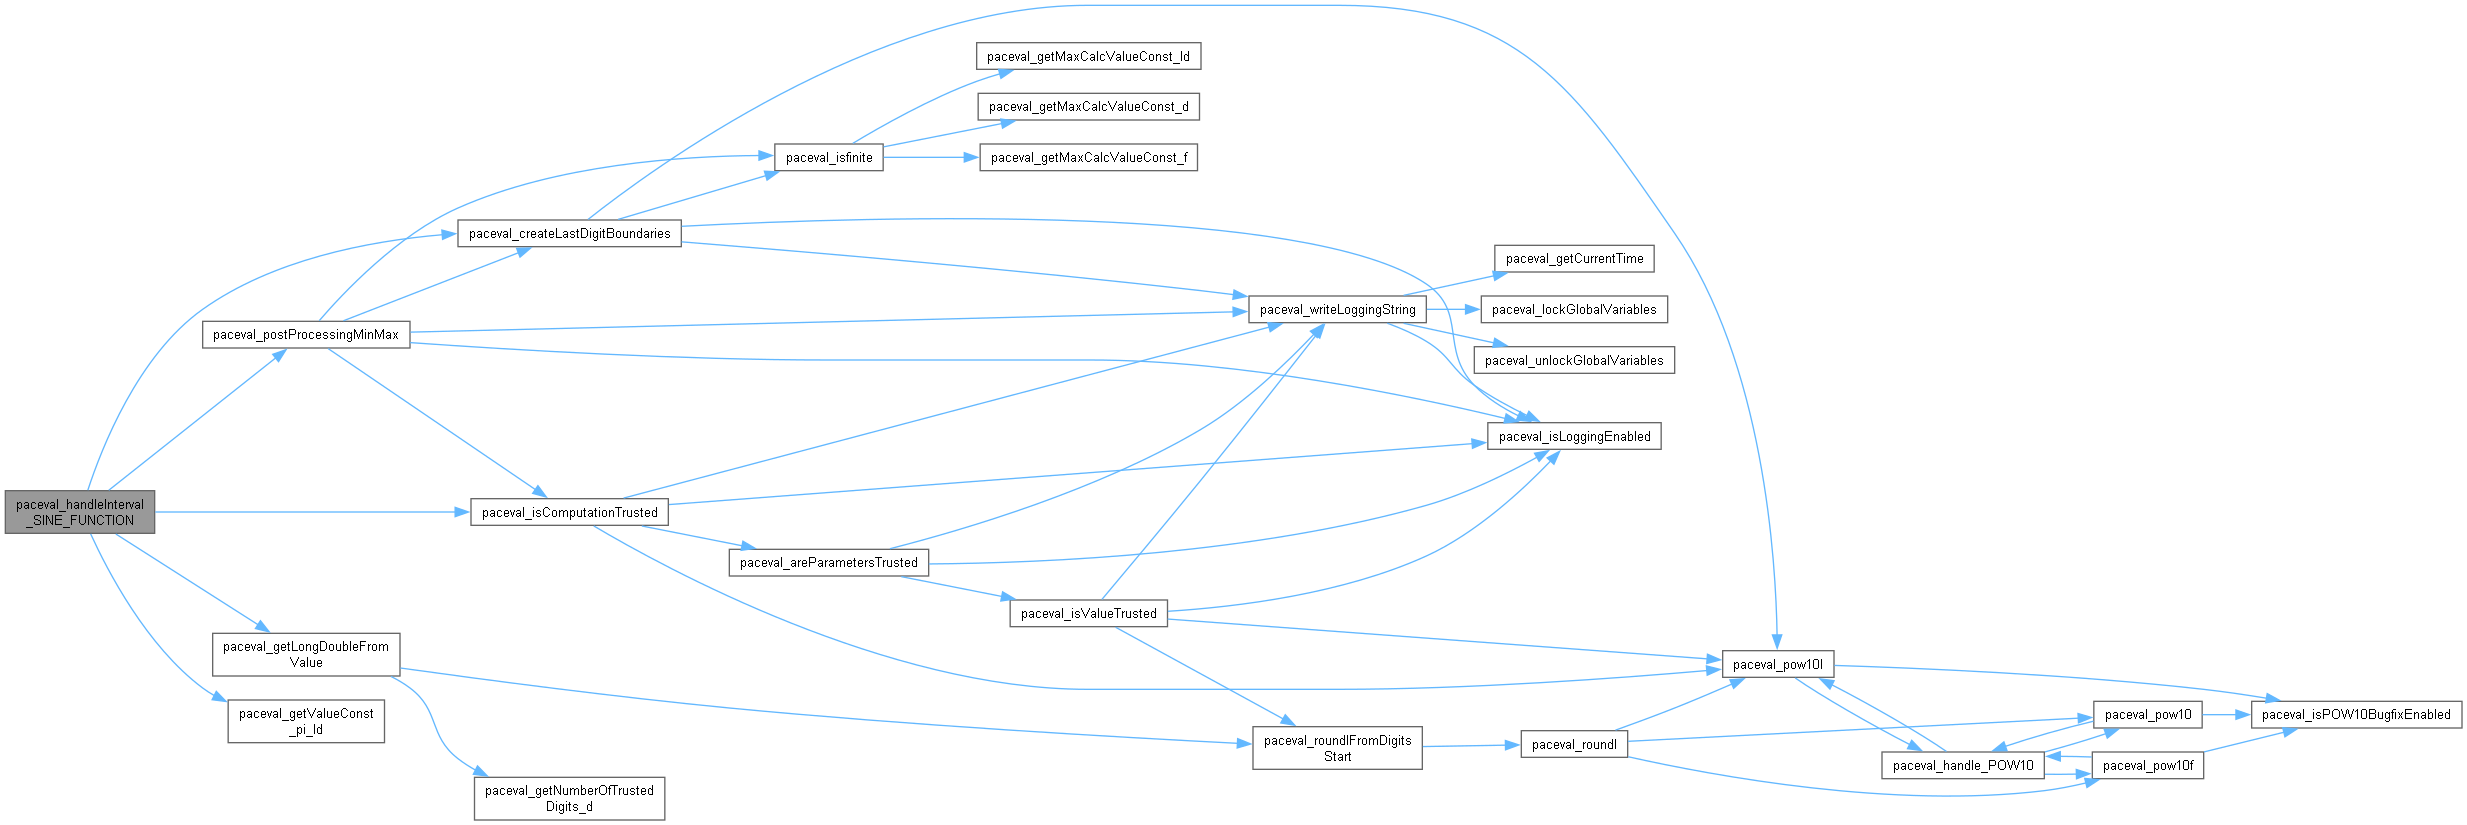 paceval_getMaxCalcValueConst_ld
paceval_getMaxCalcValueConst_d
paceval_isfinite
paceval_getMaxCalcValueConst_f
paceval_createLastDigitBoundaries
paceval_getCurrentTime
paceval_writeLoggingString
paceval_lockGlobalVariables
paceval_postProcessingMinMax
paceval_unlockGlobalVariables
paceval_isLoggingEnabled
paceval_handleInterval
_SINE_FUNCTION
paceval_isComputationTrusted
paceval_areParametersTrusted
paceval_isValueTrusted
paceval_getLongDoubleFrom
Value
paceval_pow10l
paceval_getValueConst
_pi_ld
paceval_pow10
paceval_isPOW10BugfixEnabled
paceval_roundlFromDigits
Start
paceval_roundl
paceval_handle_POW10
paceval_pow10f
paceval_getNumberOfTrusted
Digits_d